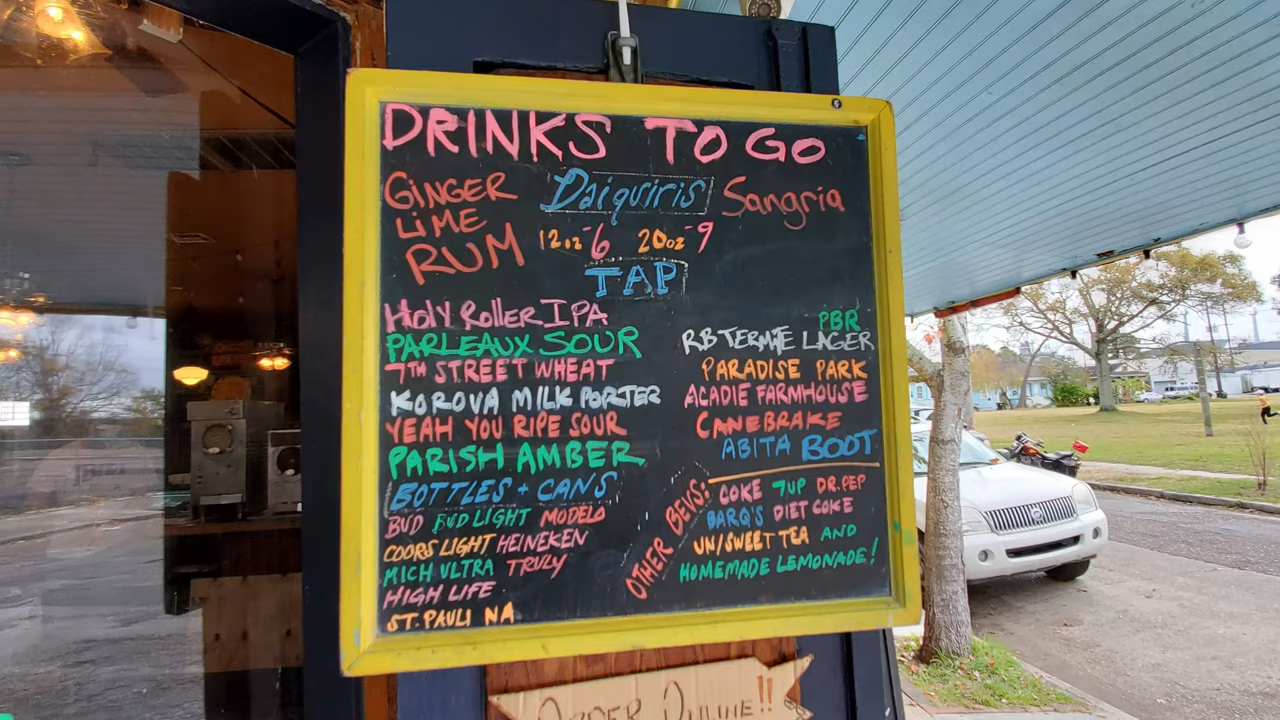 DRINKS TO GO
GINGER
LIME
RUM
Daiquiris
Sangria
12oz-6 20oz-9
TAP
HOLY ROLLER IPA
PARLEAUX SOUR
7TH STREET WHEAT
KOROVA MILK PORTER
YEAH YOU RIPE SOUR
PARISH AMBER
PBR
RB TERMITE LAGER
PARADISE PARK
ACADIE FARMHOUSE
CANEBRAKE
ABITA BOOT
BOTTLES + CANS
BUD BUD LIGHT MODELO
COORS LIGHT HEINEKEN
MICH ULTRA TRULY
HIGH LIFE
ST. PAULI NA
OTHER BEVS:
COKE 7UP DR. PEP
BARQ'S DIET COKE
UN/SWEET TEA AND
HOMEMADE LEMONADE!
ORDER ONLINE!!